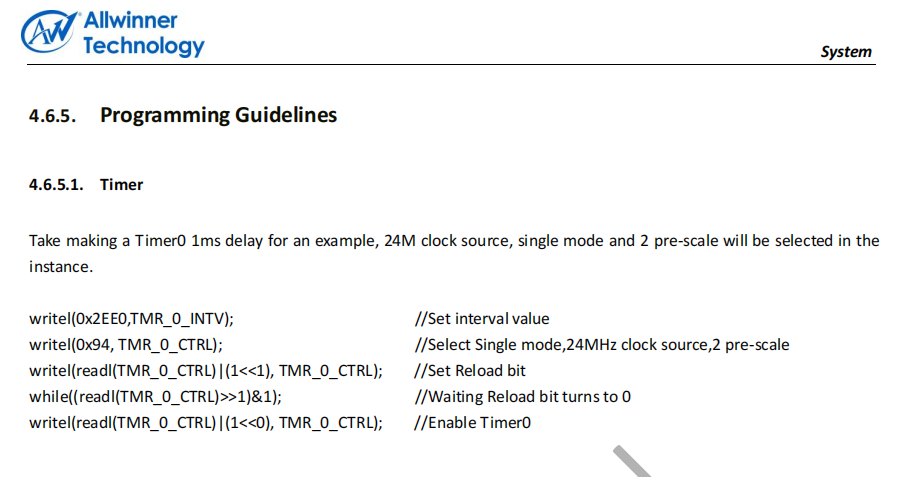 Allwinner
Technology
System
4.6.5. Programming Guidelines
4.6.5.1. Timer
Take making a Timer0 1ms delay for an example, 24M clock source, single mode and 2 pre-scale will be selected in the
instance.
writel(0x2EE0,TMR_0_INTV); //Set interval value
writel(0x94, TMR_0_CTRL); //Select Single mode,24MHz clock source,2 pre-scale
writel(readl(TMR_0_CTRL)|(1<<1), TMR_0_CTRL); //Set Reload bit
while((readl(TMR_0_CTRL)>>1)&1); //Waiting Reload bit turns to 0
writel(readl(TMR_0_CTRL)|(1<<0), TMR_0_CTRL); //Enable Timer0